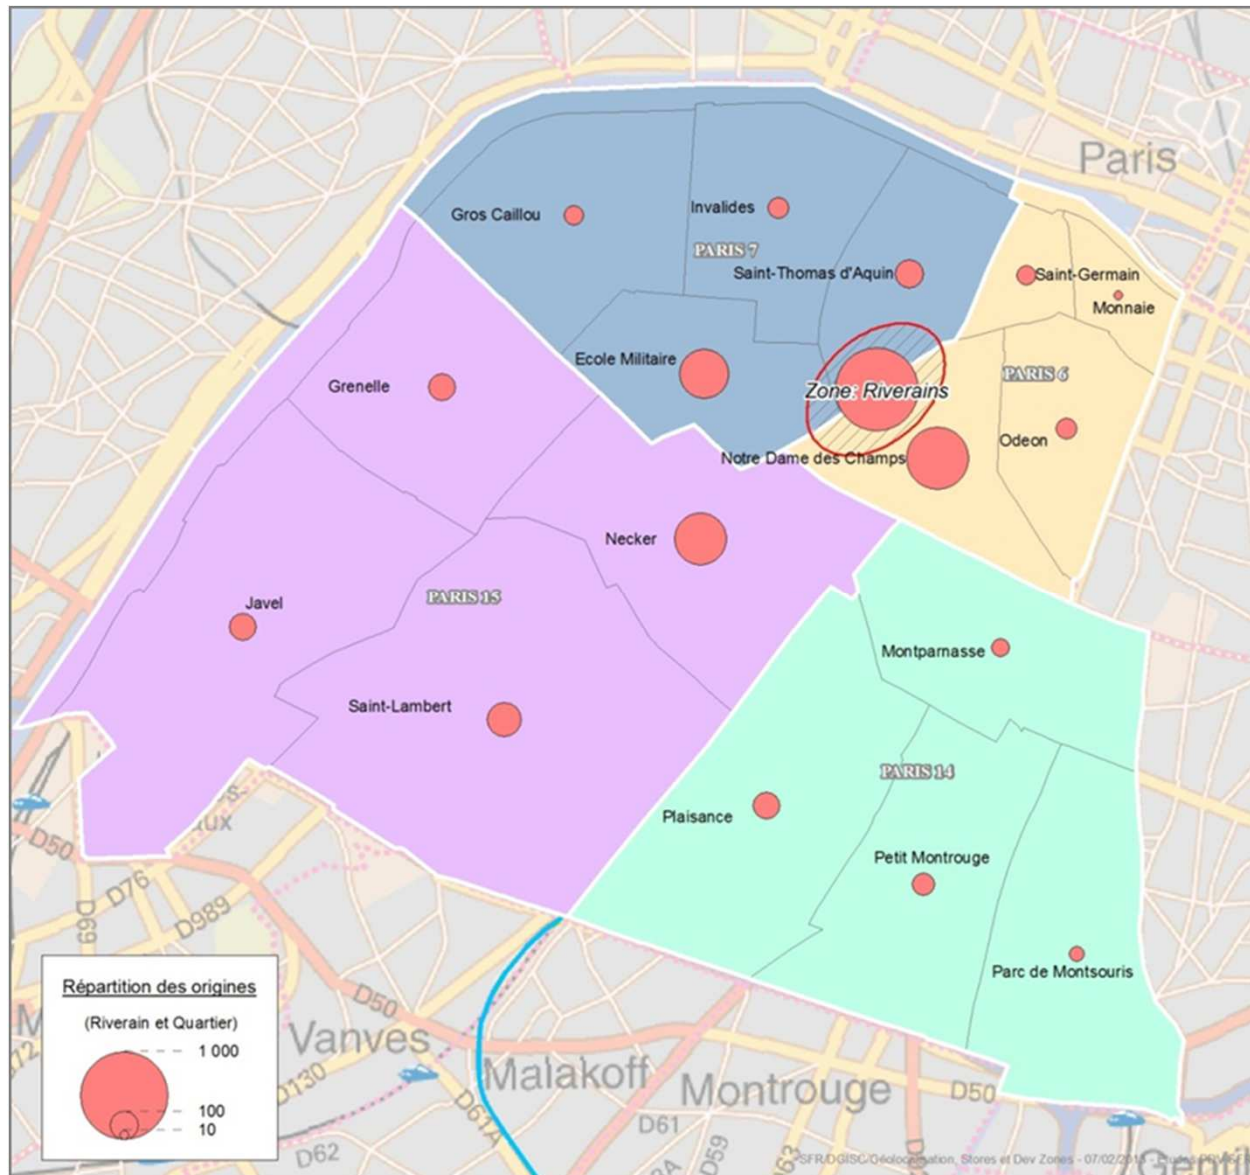 Paris
Gros Caillou
Invalides
PARIS 7
Saint-Thomas d'Aquin
Saint-Germain
Monnaie
Ecole Militaire
PARIS 6
Grenelle
Zone: Riverains
Odeon
Notre Dame des Champs
Necker
PARIS 15
Javel
Montparnasse
Saint-Lambert
PARIS 14
Plaisance
Petit Montrouge
Parc de Montsouris
D50
D76
D989
D69
D50
Vanves
Malakoff
Montrouge
D50
D130
D61A
D61
D59
D62
Répartition des origines
(Riverain et Quartier)
1 000
100
10